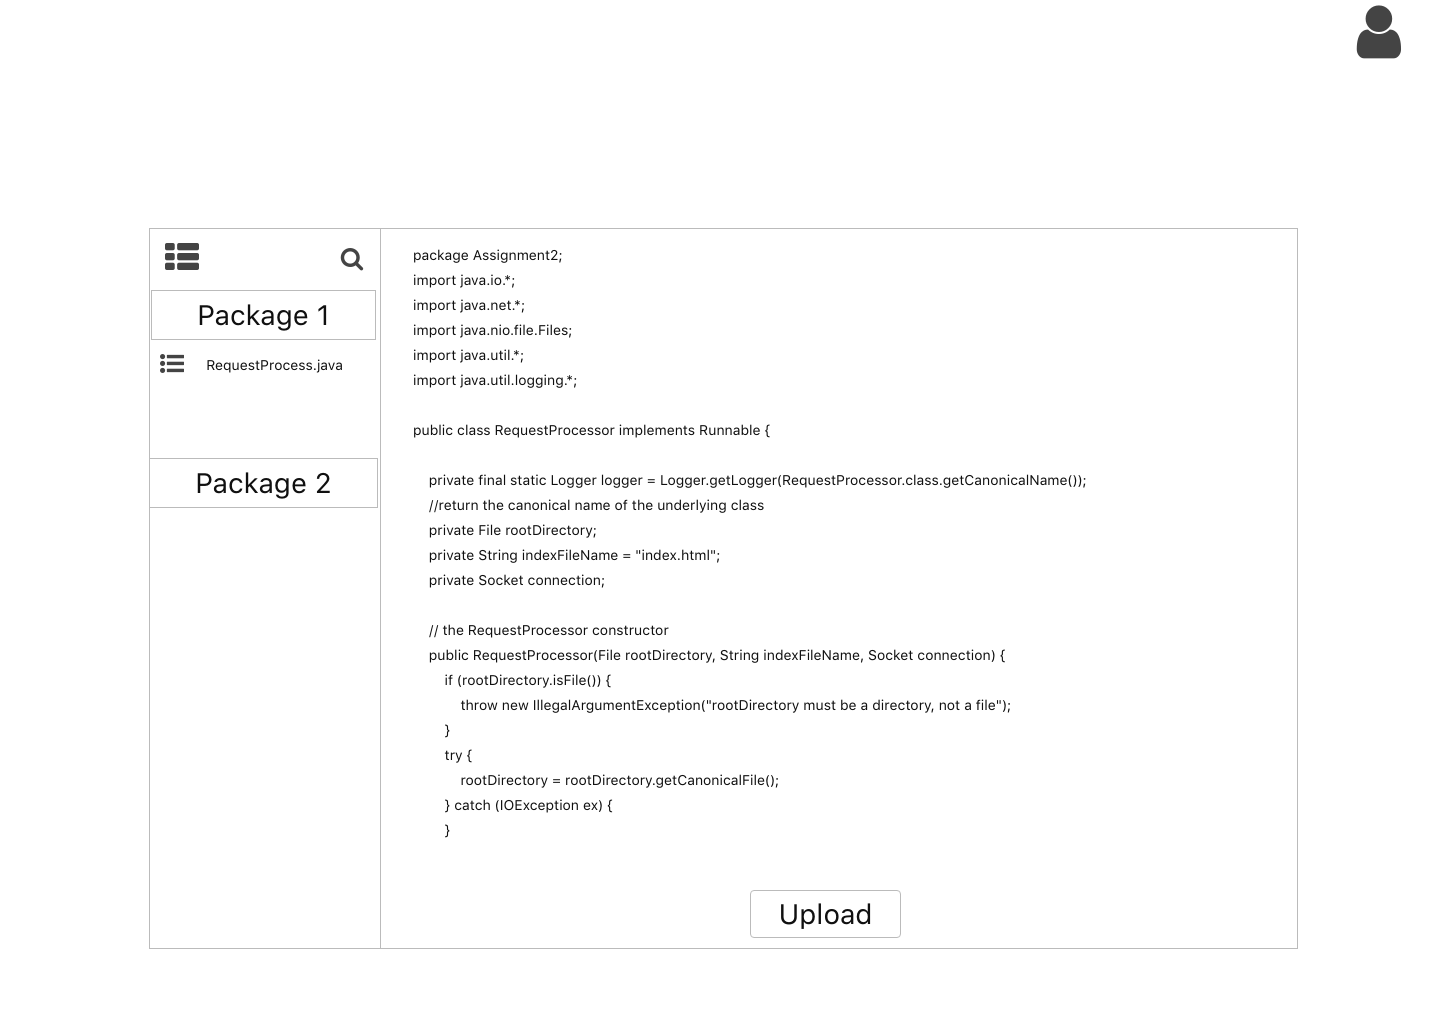 Package 1
RequestProcess.java
Package 2
package Assignment2;
import java.io.*;
import java.net.*;
import java.nio.file.Files;
import java.util.*;
import java.util.logging.*;
public class RequestProcessor implements Runnable {
private final static Logger logger = Logger.getLogger(RequestProcessor.class.getCanonicalName());
//return the canonical name of the underlying class
private File rootDirectory;
private String indexFileName = "index.html";
private Socket connection;
// the RequestProcessor constructor
public RequestProcessor(File rootDirectory, String indexFileName, Socket connection) {
if (rootDirectory.isFile()) {
throw new IllegalArgumentException("rootDirectory must be a directory, not a file");
}
try {
rootDirectory = rootDirectory.getCanonicalFile();
} catch (IOException ex) {
}
Upload